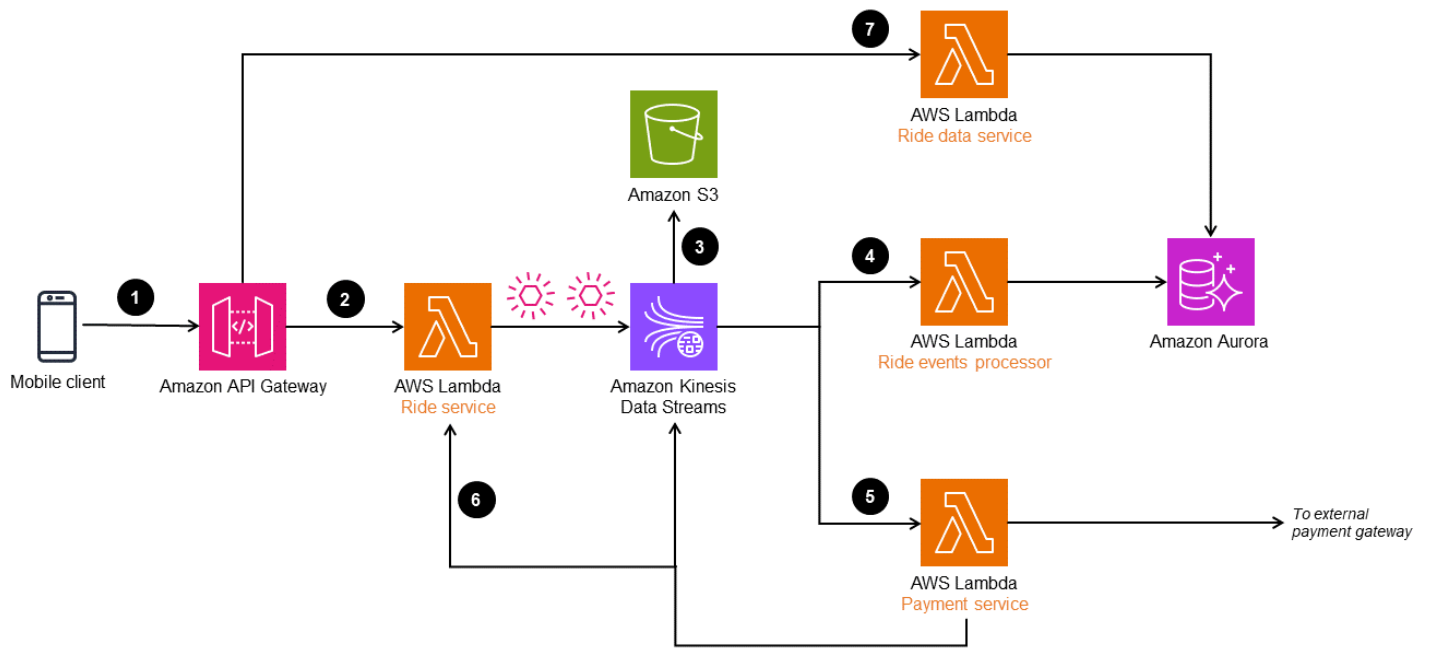 7
AWS Lambda
Ride data service
Amazon S3
3
4
1
2
</>
Mobile client
Amazon API Gateway
AWS Lambda
Ride service
Amazon Kinesis
Data Streams
AWS Lambda
Ride events processor
Amazon Aurora
6
5
To external
payment gateway
AWS Lambda
Payment service